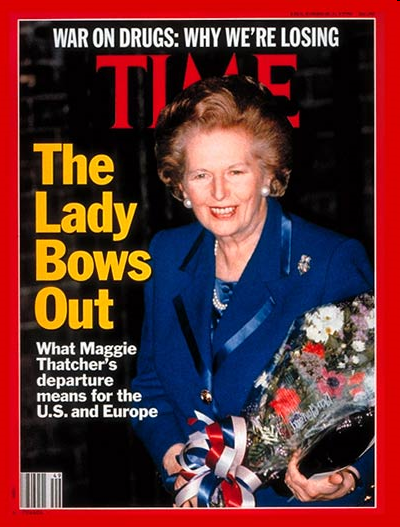 WAR ON DRUGS: WHY WE'RE LOSING
TIME
The
Lady
Bows
Out
What Maggie
Thatcher's
departure
means for the
U.S. and Europe
49